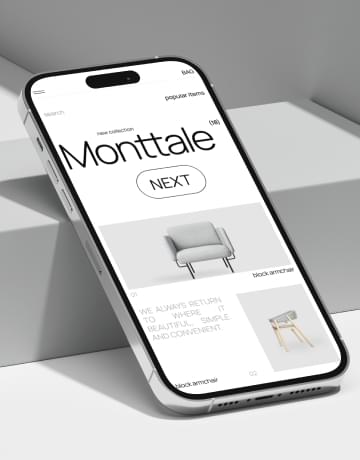 BAG
popular items
Search
(18)
new collection
Monttale
NEXT
block armchair
01
WE ALWAYS RETURN
TO WHERE IT
BEAUTIFUL, SIMPLE
AND CONVENIENT.
02
block armchair